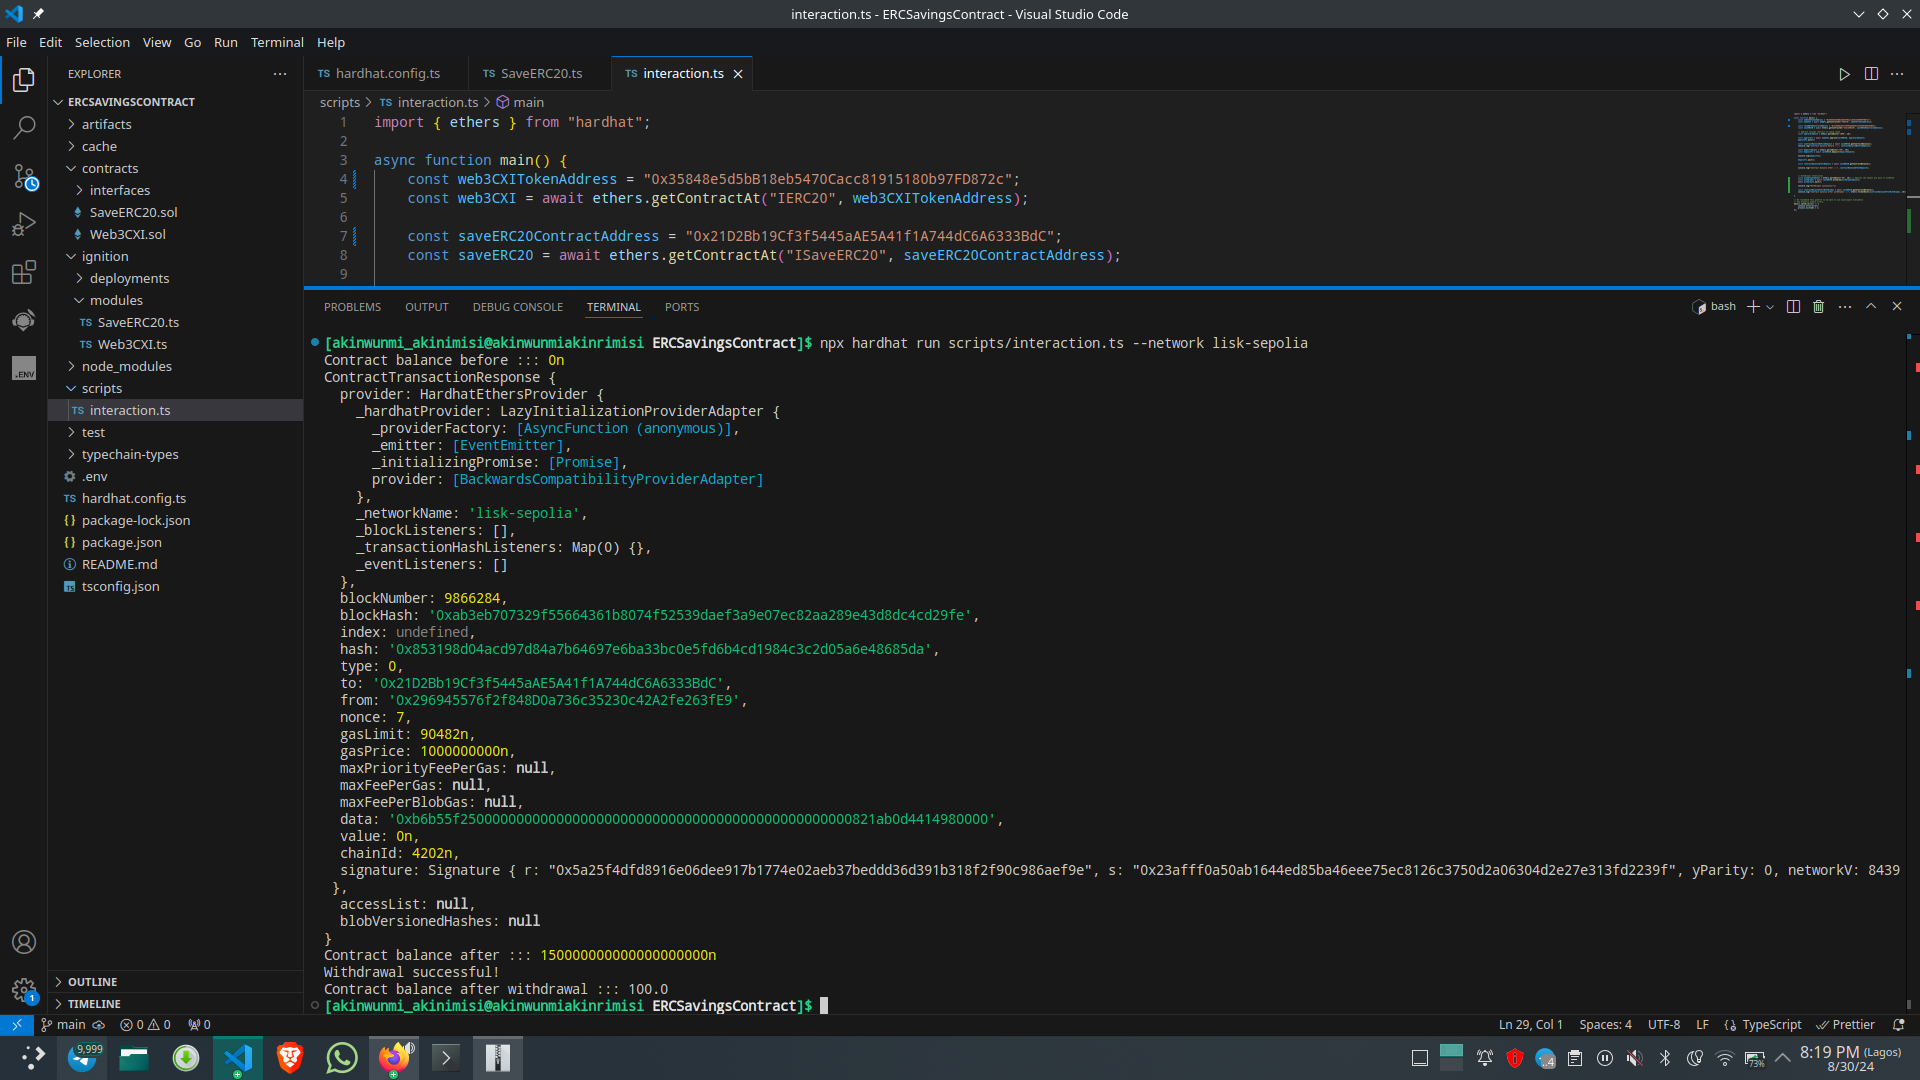 interaction.ts - ERCSavingsContract - Visual Studio Code
File Edit Selection View Go Run Terminal Help
EXPLORER
ERCSAVINGSCONTRACT
artifacts
cache
contracts
interfaces
SaveERC20.sol
Web3CXI.sol
ignition
deployments
modules
TS SaveERC20.ts
TS Web3CXI.ts
node_modules
scripts
TS interaction.ts
test
typechain-types
.env
TS hardhat.config.ts
{} package-lock.json
{} package.json
README.md
tsconfig.json
OUTLINE
TIMELINE
TS hardhat.config.ts TS SaveERC20.ts TS interaction.ts
scripts > TS interaction.ts > main
1 import { ethers } from "hardhat";
2
3 async function main() {
4 const web3CXITokenAddress = "0x35848e5d5bB18eb5470Cacc81915180b97FD872c";
5 const web3CXI = await ethers.getContractAt("IERC20", web3CXITokenAddress);
6
7 const saveERC20ContractAddress = "0x21D2Bb19Cf3f5445aAE5A41f1A744dC6A6333BdC";
8 const saveERC20 = await ethers.getContractAt("ISaveERC20", saveERC20ContractAddress);
9
PROBLEMS OUTPUT DEBUG CONSOLE TERMINAL PORTS
bash
[akinwunmi_akinimisi@akinwunmiakinrimisi ERCSavingsContract]$ npx hardhat run scripts/interaction.ts --network lisk-sepolia
Contract balance before ::: 0n
ContractTransactionResponse {
provider: HardhatEthersProvider {
_hardhatProvider: LazyInitializationProviderAdapter {
_providerFactory: [AsyncFunction (anonymous)],
_emitter: [EventEmitter],
_initializingPromise: [Promise],
provider: [BackwardsCompatibilityProviderAdapter]
},
_networkName: 'lisk-sepolia',
_blockListeners: [],
_transactionHashListeners: Map(0) {},
_eventListeners: []
},
blockNumber: 9866284,
blockHash: '0xab3eb707329f55664361b8074f52539daef3a9e07ec82aa289e43d8dc4cd29fe',
index: undefined,
hash: '0x853198d04acd97d84a7b64697e6ba33bc0e5fd6b4cd1984c3c2d05a6e48685da',
type: 0,
to: '0x21D2Bb19Cf3f5445aAE5A41f1A744dC6A6333BdC',
from: '0x296945576f2f848D0a736c35230c42A2fe263fE9',
nonce: 7,
gasLimit: 90482n,
gasPrice: 1000000000n,
maxPriorityFeePerGas: null,
maxFeePerGas: null,
maxFeePerBlobGas: null,
data: '0xb6b55f250000000000000000000000000000000000000000000000821ab0d4414980000',
value: 0n,
chainId: 4202n,
signature: Signature { r: "0x5a25f4dfd8916e06dee917b1774e02aeb37beddd36d391b318f2f90c986aef9e", s: "0x23afff0a50ab1644ed85ba46eee75ec8126c3750d2a06304d2e27e313fd2239f", yParity: 0, networkV: 8439
},
accessList: null,
blobVersionedHashes: null
}
Contract balance after ::: 150000000000000000000n
Withdrawal successful!
Contract balance after withdrawal ::: 100.0
[akinwunmi_akinimisi@akinwunmiakinrimisi ERCSavingsContract]$
main 0 0 0 Ln 29, Col 1 Spaces: 4 UTF-8 LF {} TypeScript Prettier
9,999
73%
8:19 PM (Lagos)
8/30/24